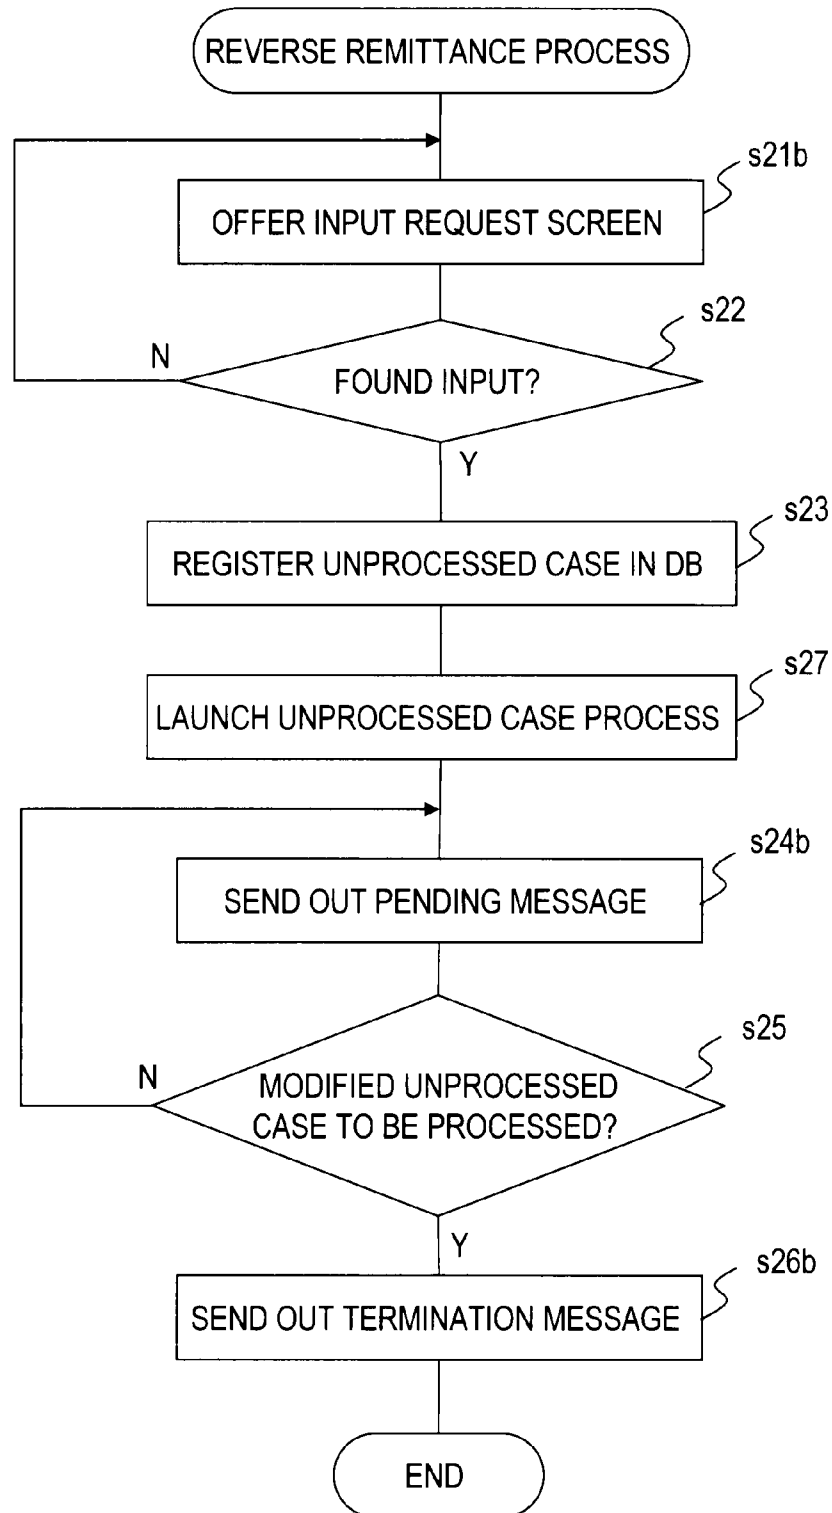 REVERSE REMITTANCE PROCESS
s21b
OFFER INPUT REQUEST SCREEN
s22
N
FOUND INPUT?
Y
s23
REGISTER UNPROCESSED CASE IN DB
s27
LAUNCH UNPROCESSED CASE PROCESS
s24b
SEND OUT PENDING MESSAGE
s25
N
MODIFIED UNPROCESSED
CASE TO BE PROCESSED?
Y
s26b
SEND OUT TERMINATION MESSAGE
END